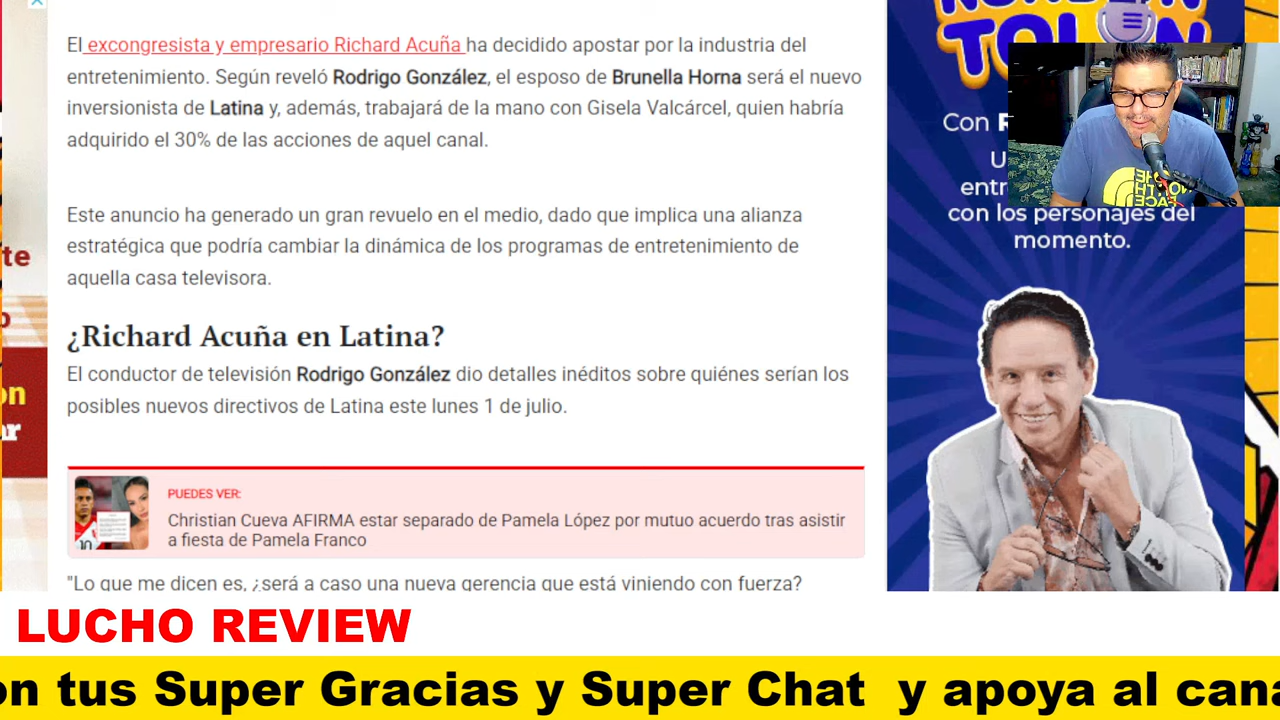 El excongresista y empresario Richard Acuña ha decidido apostar por la industria del
entretenimiento. Según reveló Rodrigo González, el esposo de Brunella Horna será el nuevo
inversionista de Latina y, además, trabajará de la mano con Gisela Valcárcel, quien habría
adquirido el 30% de las acciones de aquel canal.
Este anuncio ha generado un gran revuelo en el medio, dado que implica una alianza
estratégica que podría cambiar la dinámica de los programas de entretenimiento de
aquella casa televisora.
¿Richard Acuña en Latina?
El conductor de televisión Rodrigo González dio detalles inéditos sobre quiénes serían los
posibles nuevos directivos de Latina este lunes 1 de julio.
PUEDES VER:
Christian Cueva AFIRMA estar separado de Pamela López por mutuo acuerdo tras asistir
a fiesta de Pamela Franco
"Lo que me dicen es, ¿será a caso una nueva gerencia que está viniendo con fuerza?
Con
con los personajes del
momento.
THE
NORTH
FACE
LUCHO REVIEW
on tus Super Gracias y Super Chat y apoya al cana